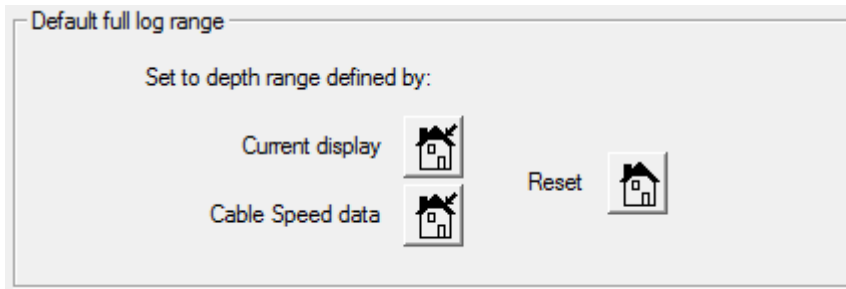 Default full log range
Set to depth range defined by:
Current display
Reset
Cable Speed data